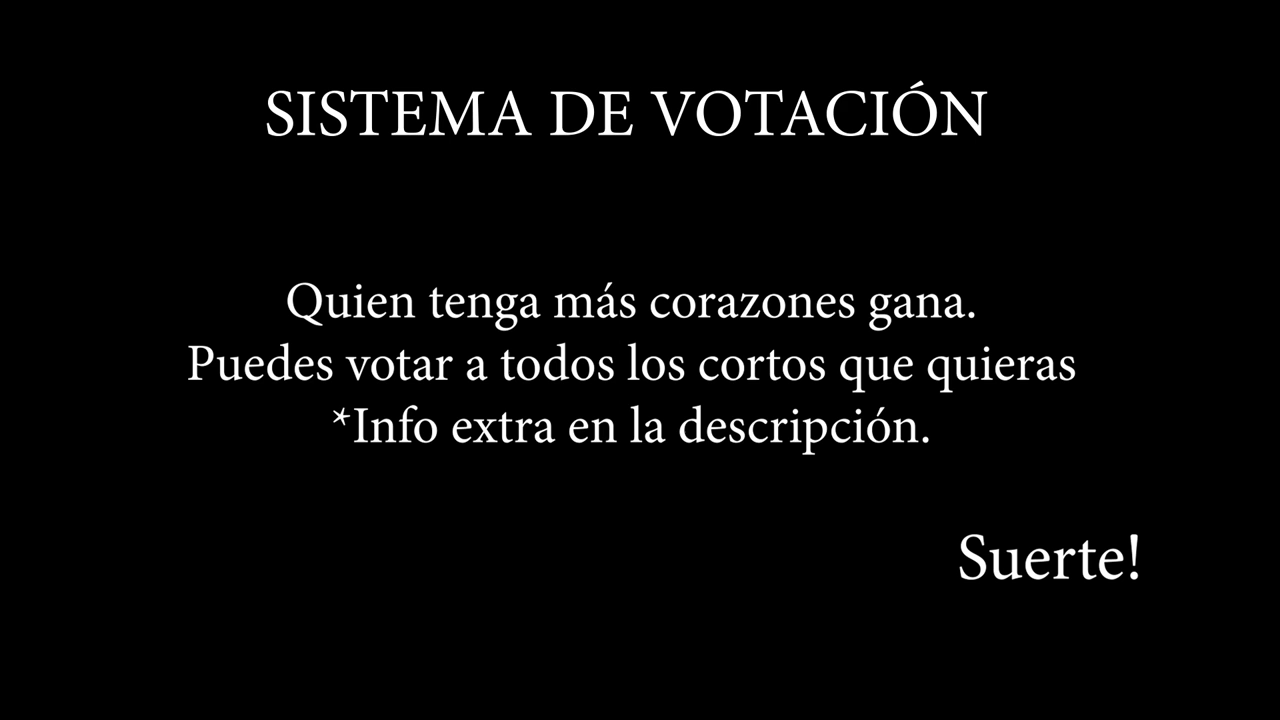 SISTEMA DE VOTACIÓN
Quien tenga más corazones gana.
Puedes votar a todos los cortos que quieras
*Info extra en la descripción.
Suerte!